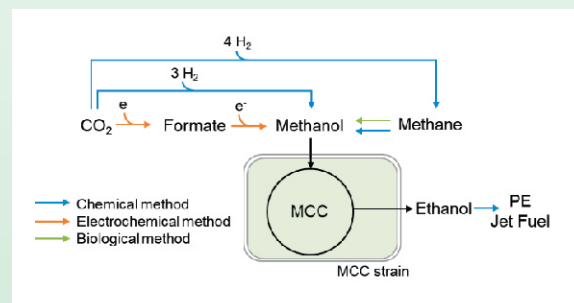 4 H₂
3 H₂
e
e⁻
CO₂
Formate
Methanol
Methane
Chemical method
Electrochemical method
Biological method
MCC
Ethanol
PE
Jet Fuel
MCC strain